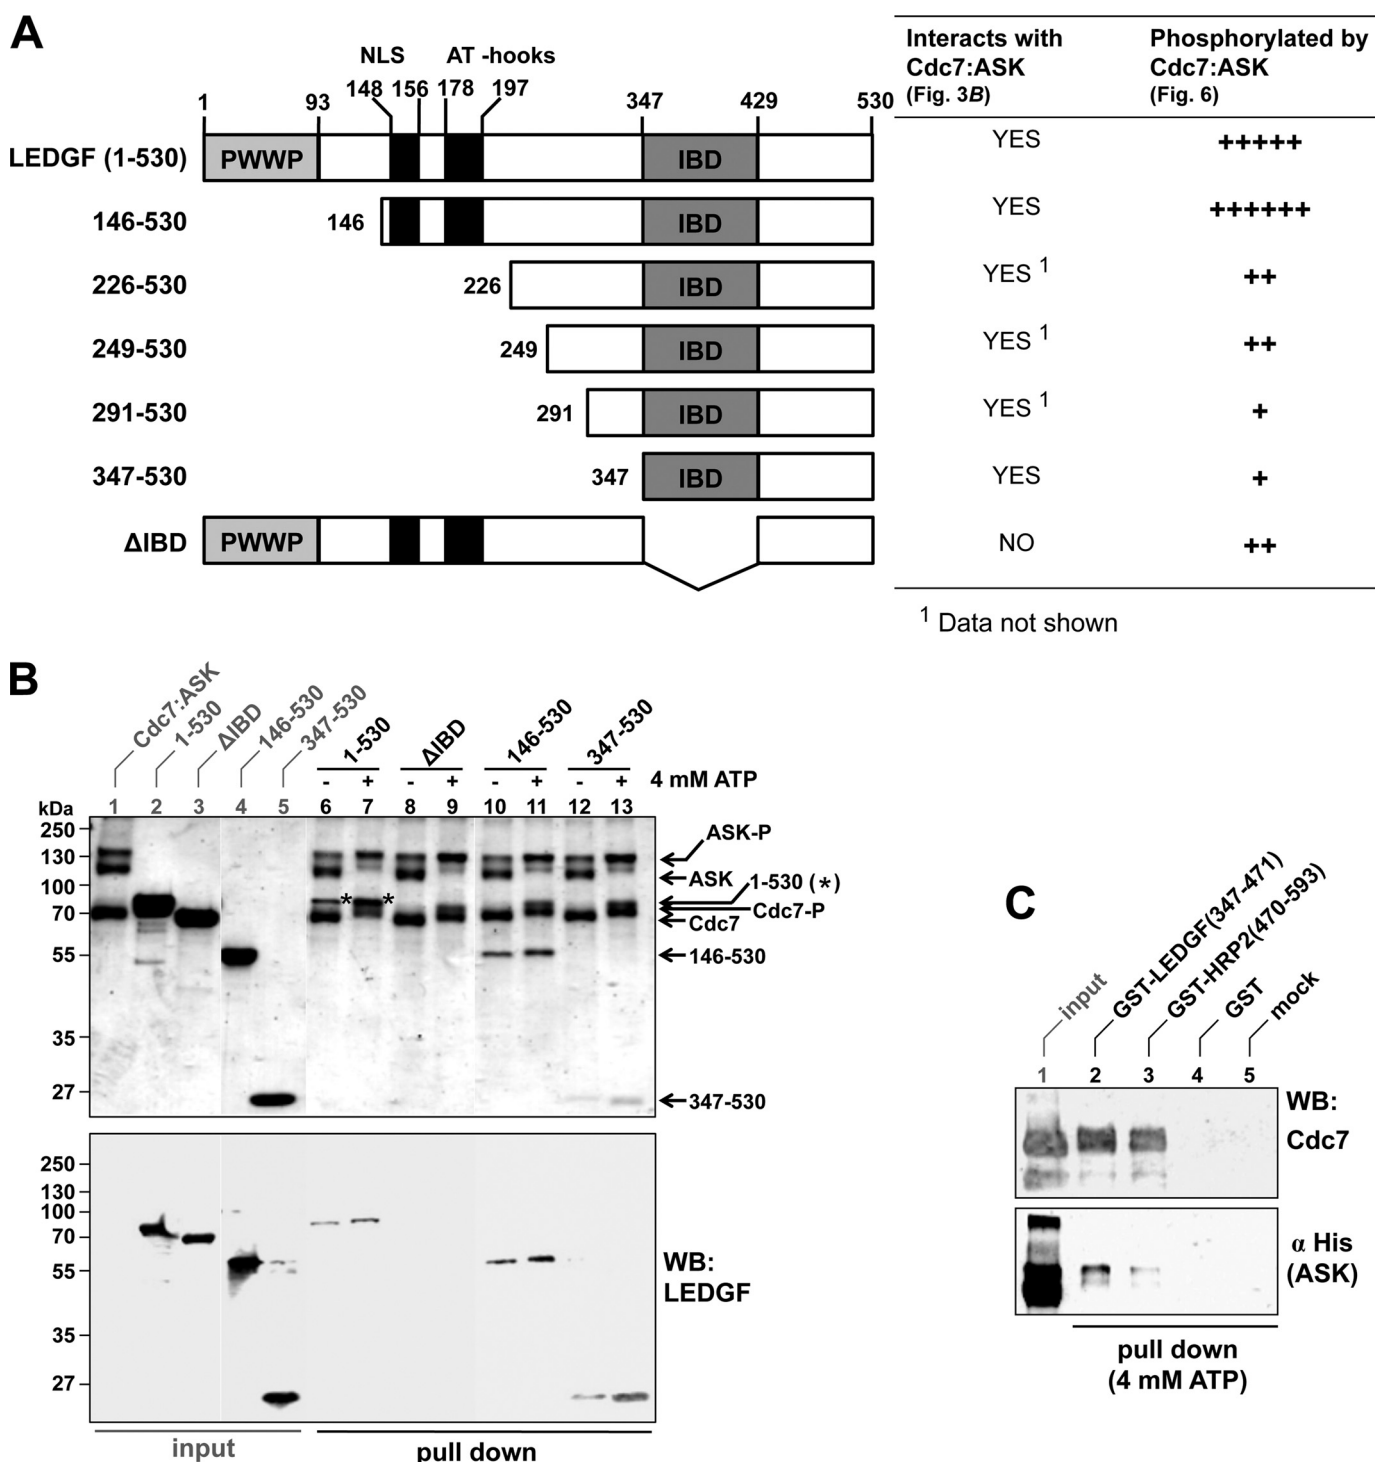 A
NLS AT -hooks
148 156 178 197
1 93 347 429 530
Interacts with Cdc7:ASK (Fig. 3B)
Phosphorylated by Cdc7:ASK (Fig. 6)
LEDGF (1-530) PWWP IBD YES +++++
146-530 146 IBD YES ++++++
226-530 226 IBD YES 1 ++
249-530 249 IBD YES 1 ++
291-530 291 IBD YES 1 +
347-530 347 IBD YES +
ΔIBD PWWP NO ++
1 Data not shown
B
Cdc7:ASK 1-530 ΔIBD 146-530 347-530
1-530 ΔIBD 146-530 347-530
- + - + - + - + 4 mM ATP
kDa 1 2 3 4 5 6 7 8 9 10 11 12 13
250
130
100
70
55
35
27
* *
ASK-P
ASK
1-530 (*)
Cdc7-P
Cdc7
146-530
347-530
250
130
100
70
55
35
27
WB:
LEDGF
input pull down
C
input GST-LEDGF(347-471) GST-HRP2(470-593) GST mock
1 2 3 4 5
WB:
Cdc7
α His
(ASK)
pull down
(4 mM ATP)